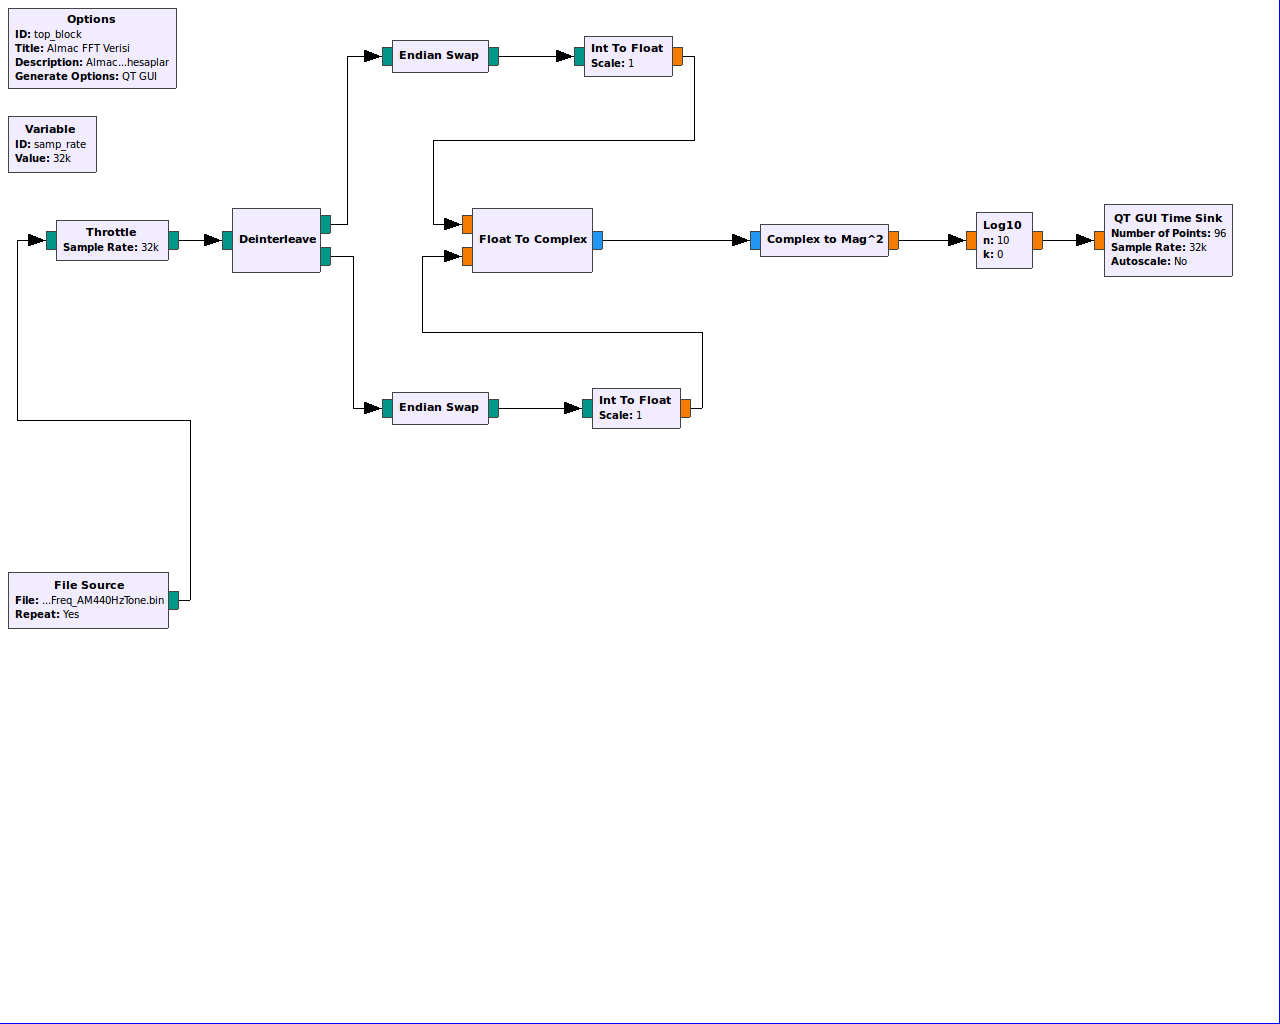 Options
ID: top_block
Title: Almac FFT Verisi
Description: Almac...hesaplar
Generate Options: QT GUI
Variable
ID: samp_rate
Value: 32k
Endian Swap
Int To Float
Scale: 1
Throttle
Sample Rate: 32k
Deinterleave
Float To Complex
Complex to Mag^2
Log10
n: 10
k: 0
QT GUI Time Sink
Number of Points: 96
Sample Rate: 32k
Autoscale: No
Endian Swap
Int To Float
Scale: 1
File Source
File: ...Freq_AM440HzTone.bin
Repeat: Yes